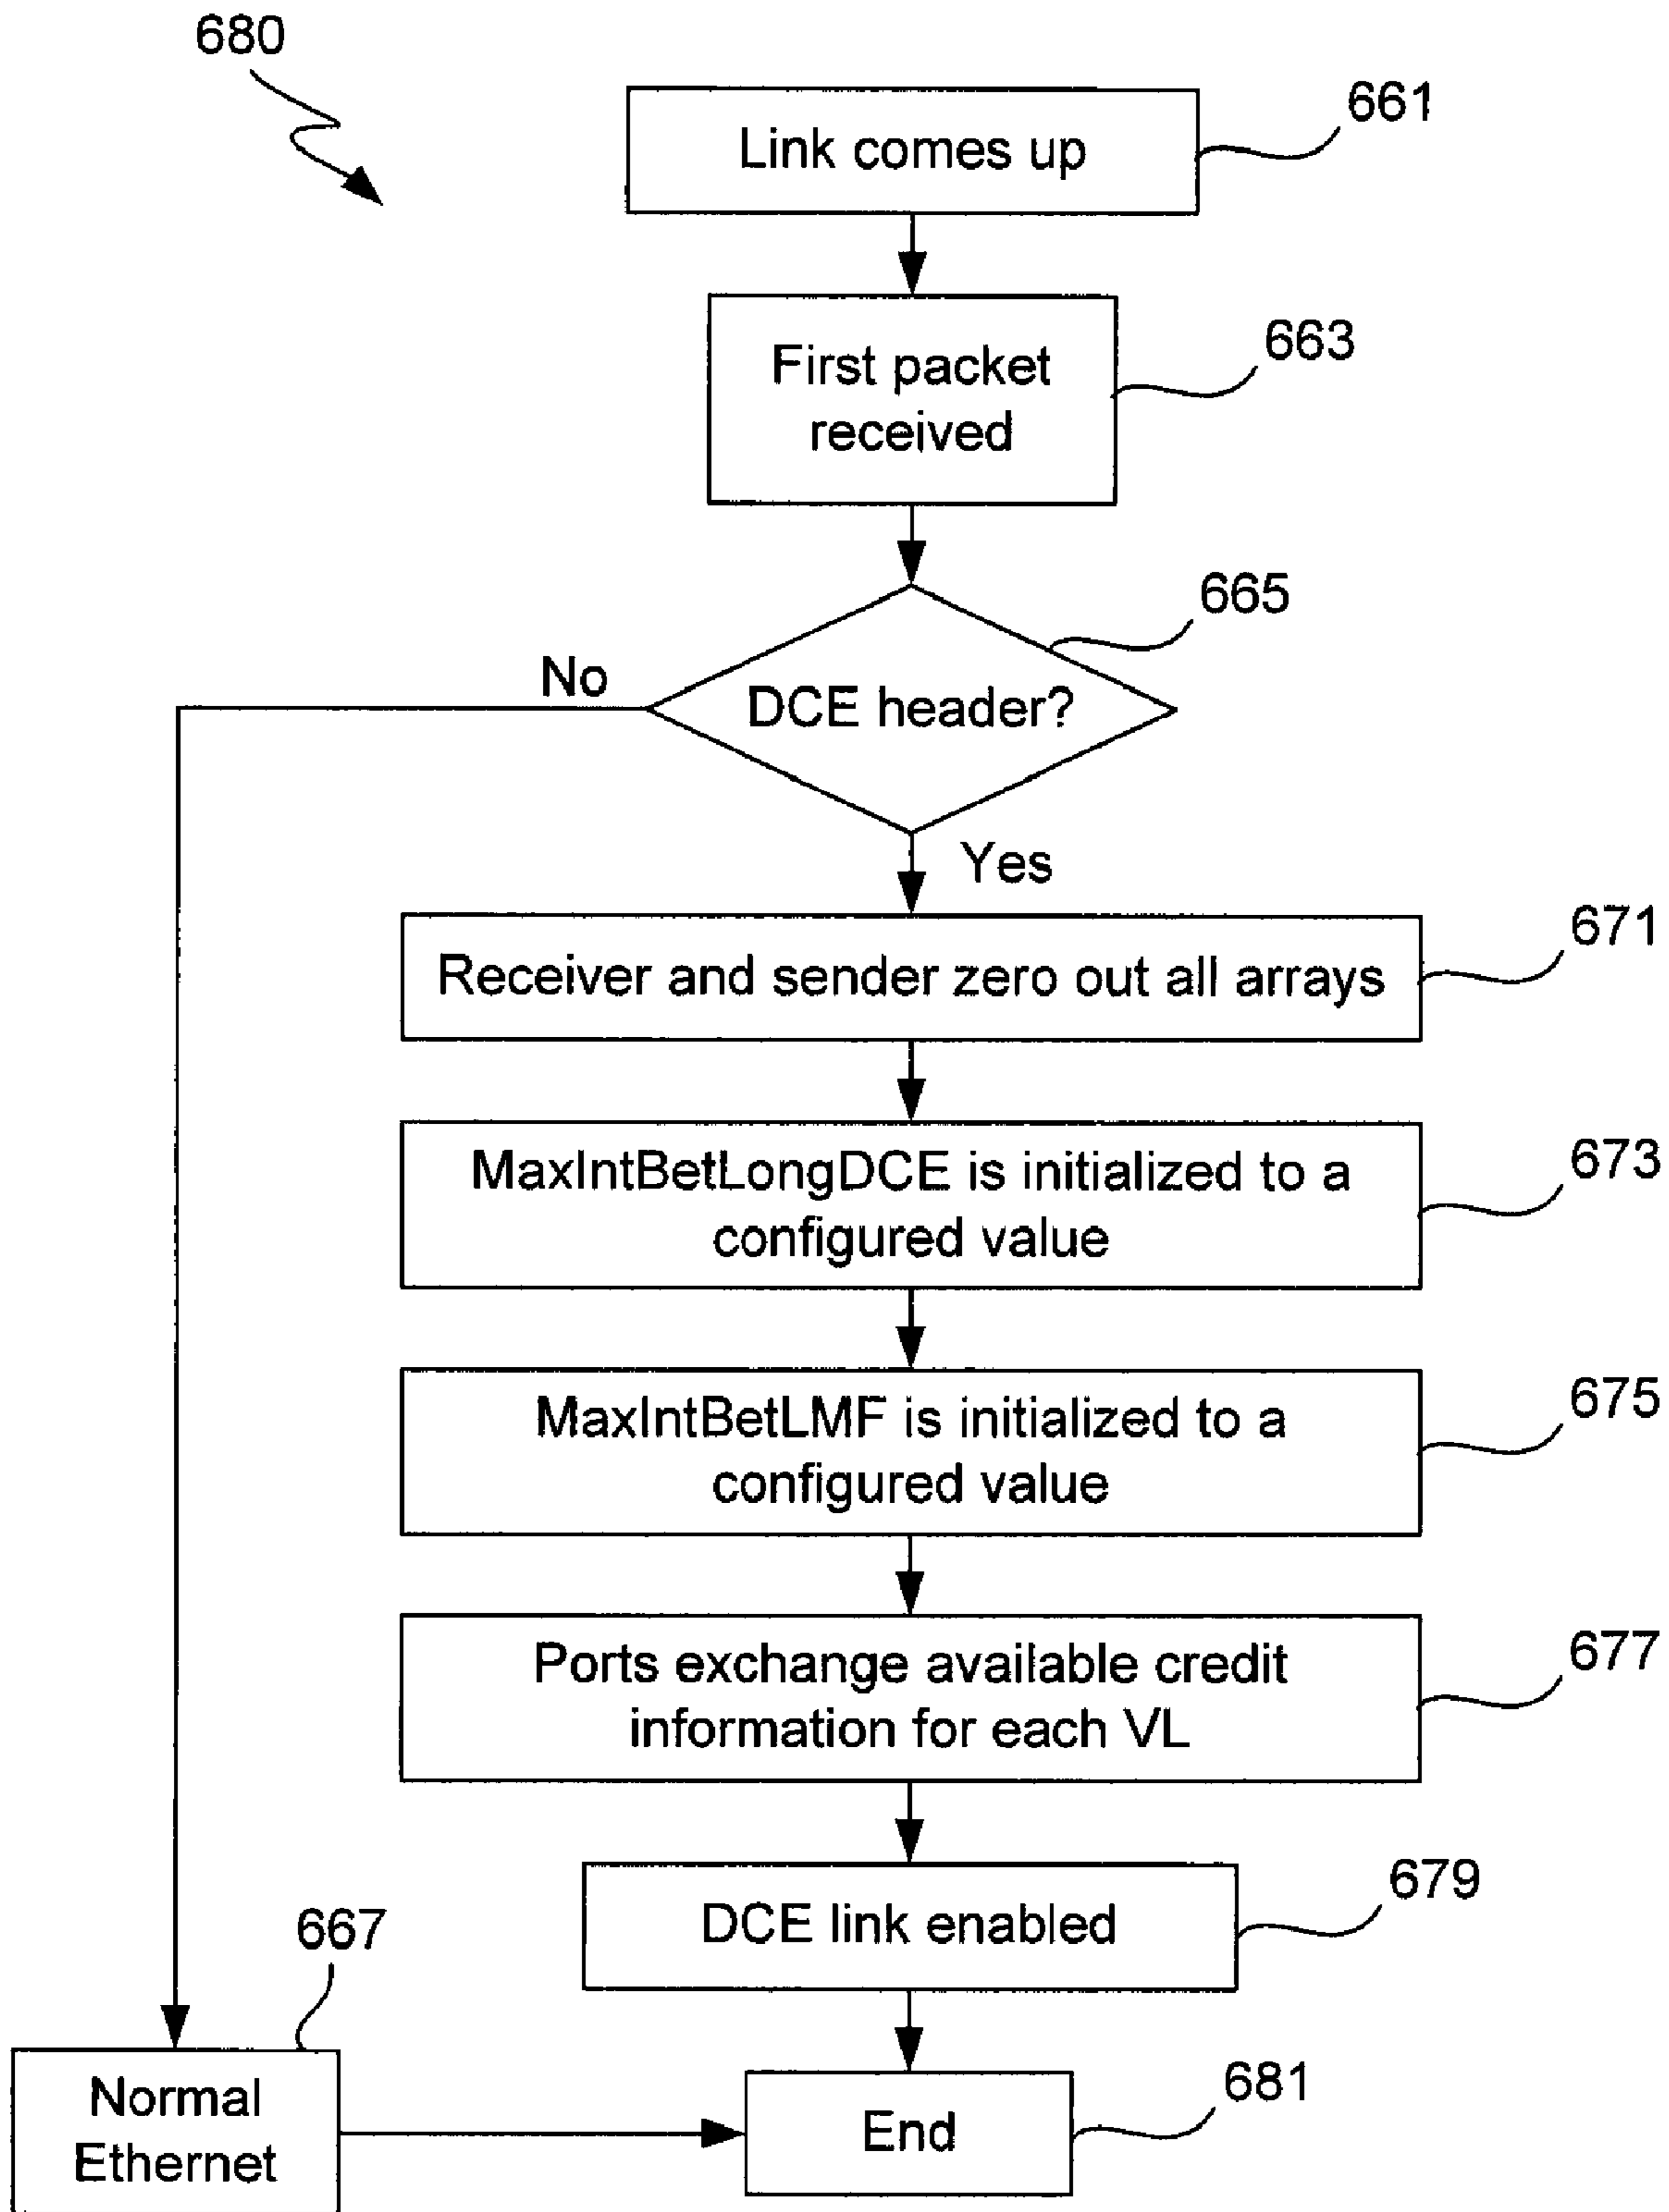 680
Link comes up
661
First packet
received
663
DCE header?
665
No
Yes
Receiver and sender zero out all arrays
671
MaxIntBetLongDCE is initialized to a
configured value
673
MaxIntBetLMF is initialized to a
configured value
675
Ports exchange available credit
information for each VL
677
DCE link enabled
679
667
Normal
Ethernet
End
681